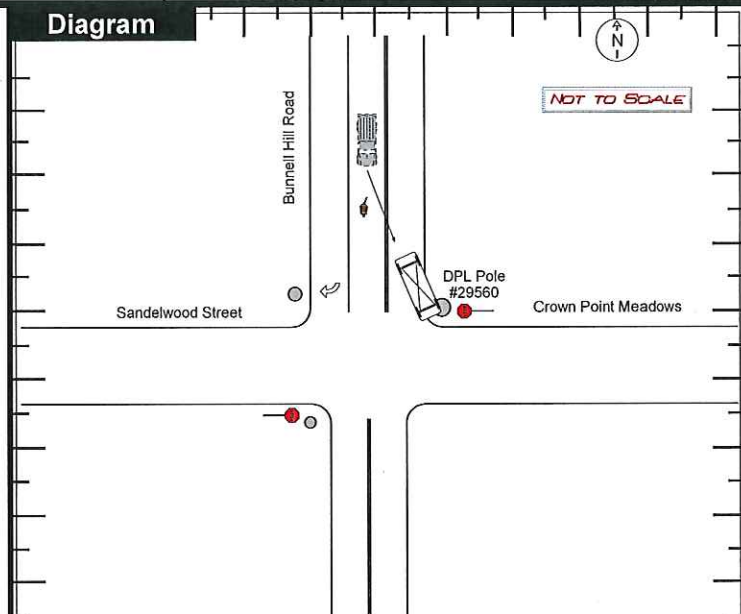 Diagram
N
NOT TO SCALE
Bunnell Hill Road
DPL Pole
#29560
Sandelwood Street
Crown Point Meadows